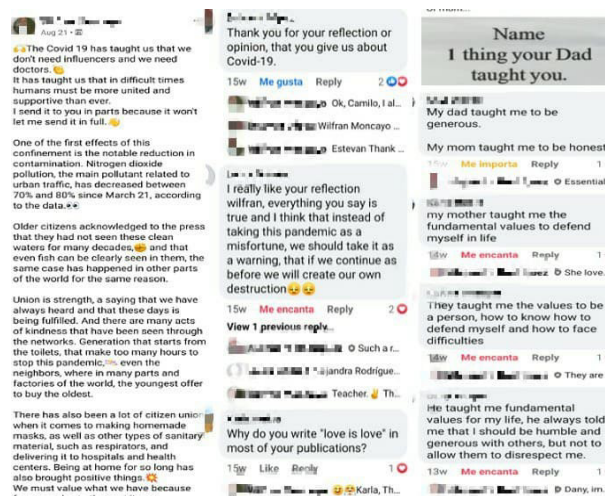 Aug 21
The Covid 19 has taught us that we
don't need influencers and we need
doctors.
It has taught us that in difficult times
humans must be more united and
supportive than ever.
I send it to you in parts because it won't
let me send it in full.
One of the first effects of this
confinement is the notable reduction in
contamination. Nitrogen dioxide
pollution, the main pollutant related to
urban traffic, has decreased between
70% and 80% since March 21, according
to the data.
Older citizens acknowledged to the press
that they had not seen these clean
waters for many decades, and that
even fish can be clearly seen in them, the
same case has happened in other parts
of the world for the same reason.
Union is strength, a saying that we have
always heard and that these days is
being fulfilled. And there are many acts
of kindness that have been seen through
the networks. Generation that starts from
the toilets, that make too many hours to
stop this pandemic, even the
neighbors, where in many parts and
factories of the world, the youngest offer
to buy the oldest.
There has also been a lot of citizen union
when it comes to making homemade
masks, as well as other types of sanitary
material, such as respirators, and
delivering it to hospitals and health
centers. Being at home for so long has
also brought positive things.
We must value what we have because
Thank you for your reflection or
opinion, that you give us about
Covid-19.
15w Me gusta Reply 2
Ok, Camilo, I al...
Wilfran Moncayo ...
Estevan Thank ...
I really like your reflection
wilfran, everything you say is
true and I think that instead of
taking this pandemic as a
misfortune, we should take it as
a warning, that if we continue as
before we will create our own
destruction
15w Me encanta Reply 2
View 1 previous reply...
Such a r...
jandra Rodrígue...
Teacher. Th...
Why do you write "love is love" in
most of your publications?
15w Like Reply 1
Karla, Th...
Name
1 thing your Dad
taught you.
My dad taught me to be
generous.
My mom taught me to be honest
Me importa Reply 1
Essential
my mother taught me the
fundamental values to defend
myself in life
14w Me encanta Reply 1
She love
They taught me the values to be
a person, how to know how to
defend myself and how to face
difficulties
14w Me encanta Reply 1
They are
He taught me fundamental
values for my life, he always told
me that I should be humble and
generous with others, but not to
allow them to disrespect me.
13w Me encanta Reply 1
Dany, im